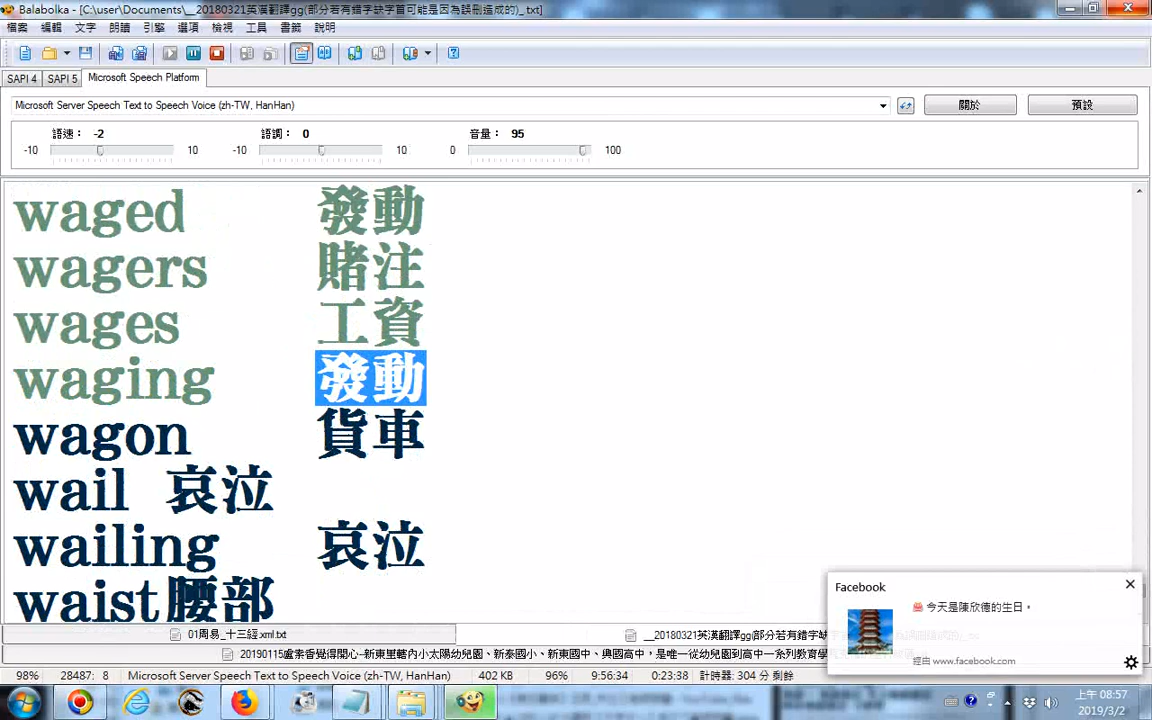 Balabolka - [C:\user\Documents\__20180321英漢翻譯gg(部分若有錯字缺字首可能是因為誤刪造成的)_.txt]
檔案 編輯 文字 朗讀 引擎 選項 檢視 工具 書籤 說明
SAPI 4 SAPI 5 Microsoft Speech Platform
Microsoft Server Speech Text to Speech Voice (zh-TW, HanHan) 關於 預設
語速： -2 語調： 0 音量： 95
-10 10 -10 10 0 100
waged 發動
wagers 賭注
wages 工資
waging 發動
wagon 貨車
wail 哀泣
wailing 哀泣
waist 腰部
Facebook
今天是陳欣德的生日。
經由 www.facebook.com
01周易_十三經.xml.txt __20180321英漢翻譯gg(部分若有錯字缺字
20190115盧素香覺得開心-新東里轄內小太陽幼兒園、新泰國小、新東國中、興國高中，是唯一從幼兒園到高中一系列教育學
98% 28487: 8 Microsoft Server Speech Text to Speech Voice (zh-TW, HanHan) 402 KB 96% 9:56:34 0:23:38 計時器： 304 分 剩餘
上午 08:57
2019/3/2